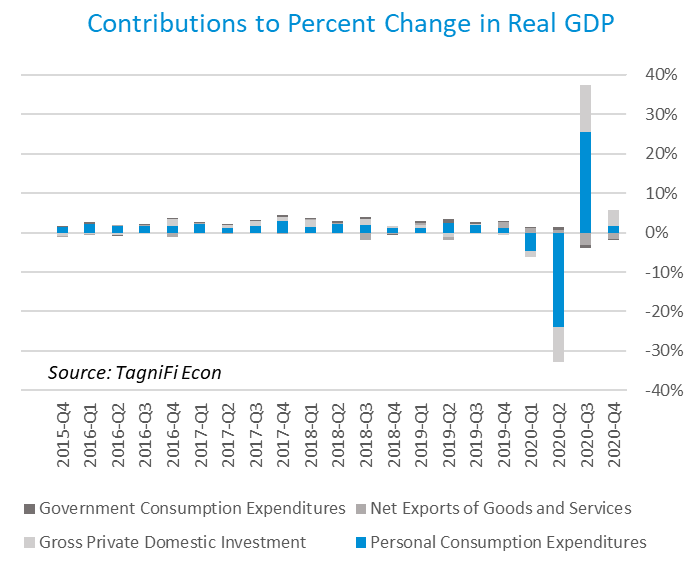 Contributions to Percent Change in Real GDP
40%
30%
20%
10%
0%
-10%
-20%
-30%
-40%
Source: TagniFi Econ
2015-Q4
2016-Q1
2016-Q2
2016-Q3
2016-Q4
2017-Q1
2017-Q2
2017-Q3
2017-Q4
2018-Q1
2018-Q2
2018-Q3
2018-Q4
2019-Q1
2019-Q2
2019-Q3
2019-Q4
2020-Q1
2020-Q2
2020-Q3
2020-Q4
Government Consumption Expenditures
Net Exports of Goods and Services
Gross Private Domestic Investment
Personal Consumption Expenditures